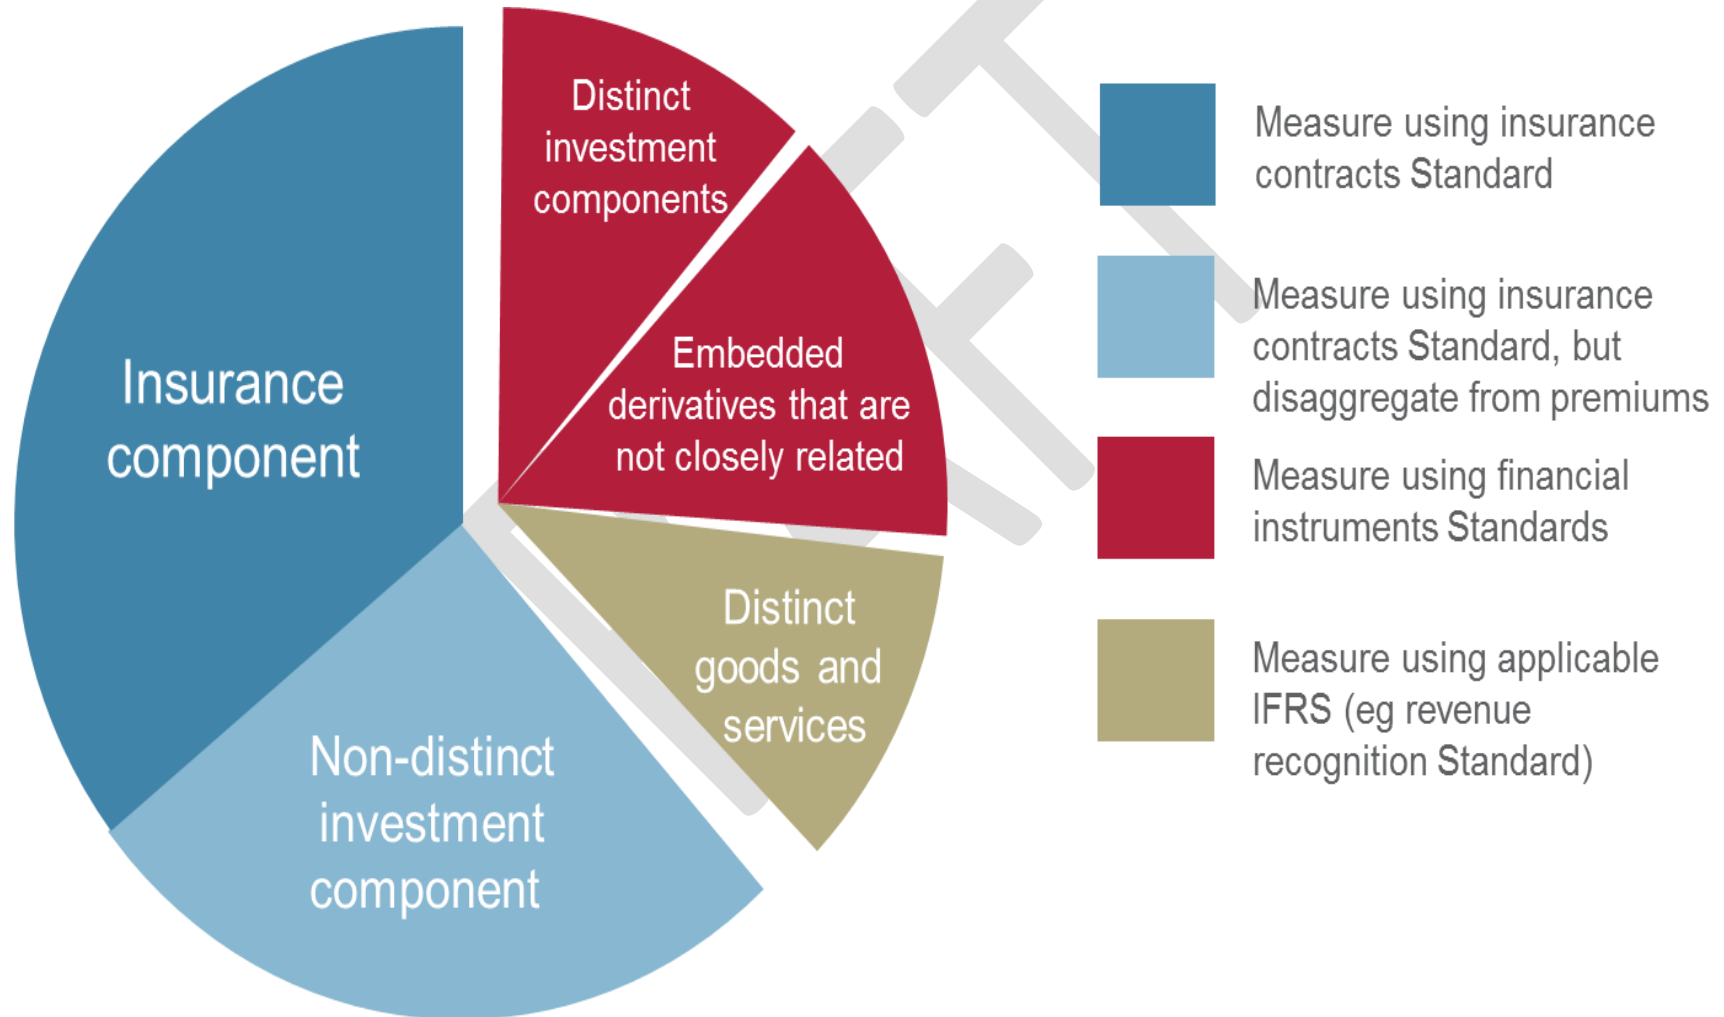 Distinct
investment
components
Embedded
derivatives that are
not closely related
Insurance
component
Distinct
goods and
services
Non-distinct
investment
component
Measure using insurance
contracts Standard
Measure using insurance
contracts Standard, but
disaggregate from premiums
Measure using financial
instruments Standards
Measure using applicable
IFRS (eg revenue
recognition Standard)